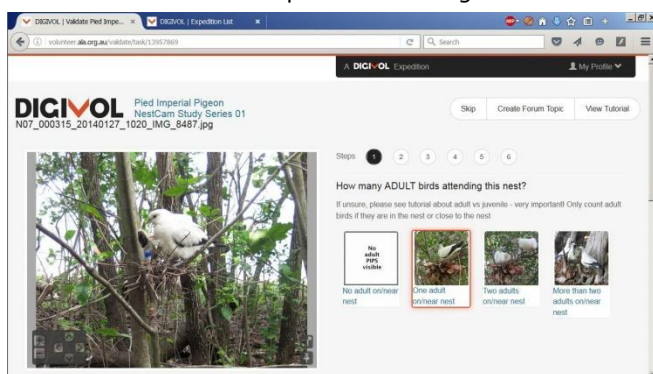 DIGIVOL | Validate Pied Impe...
DIGIVOL | Expedition List
volunteer.ala.org.au/validate/task/13957869
Search
A DIGIVOL Expedition
My Profile
DIGIVOL
Pied Imperial Pigeon
NestCam Study Series 01
N07_000315_20140127_1020_IMG_8487.jpg
Skip
Create Forum Topic
View Tutorial
Steps 1 2 3 4 5 6
How many ADULT birds attending this nest?
If unsure, please see tutorial about adult vs juvenile - very important! Only count adult
birds if they are in the nest or close to the nest
No
adult
PIPS
visible
No adult on/near
nest
One adult
on/near nest
Two adults
on/near nest
More than two
adults on/near
nest